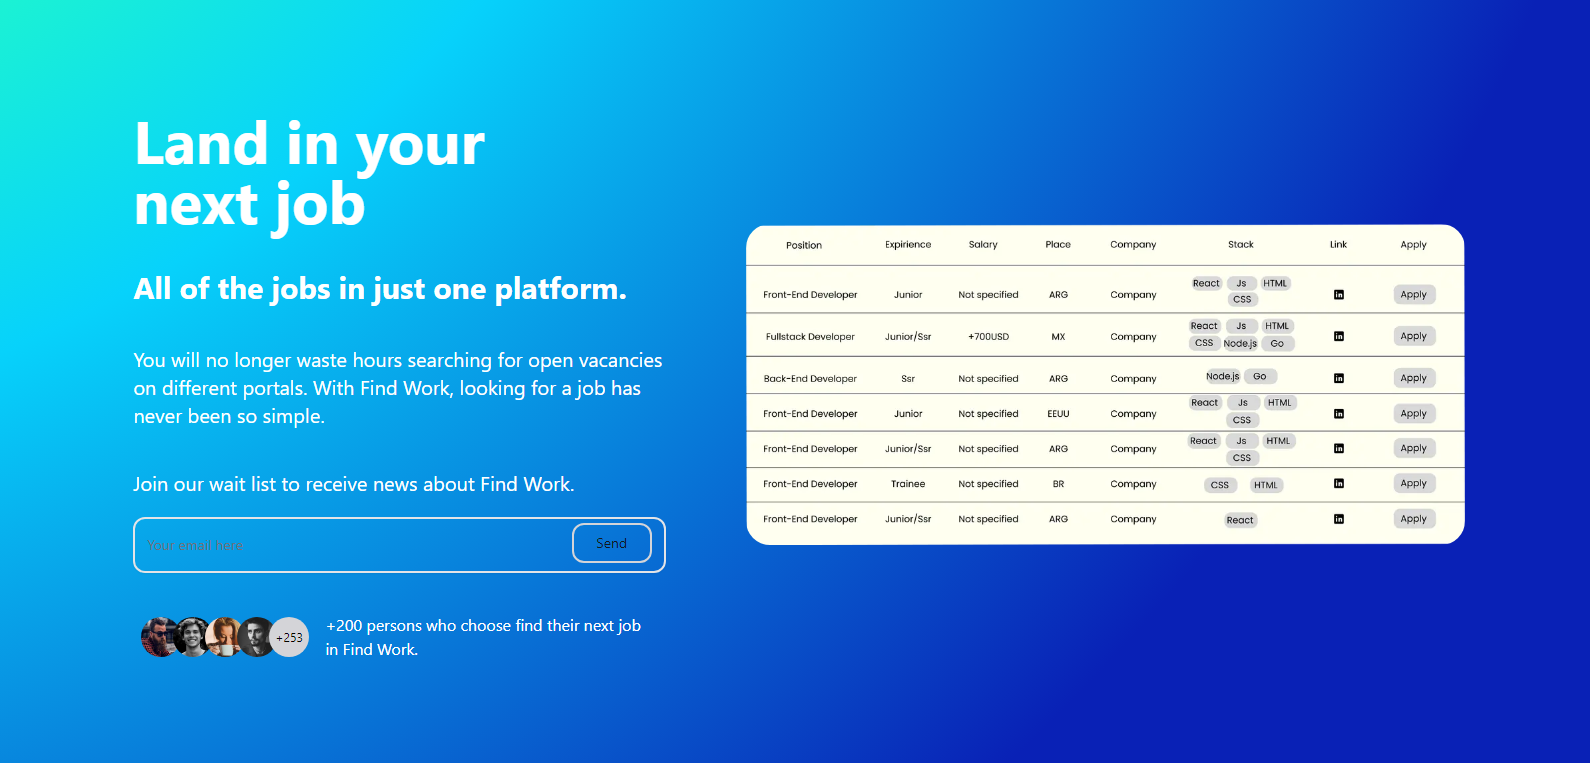 Land in your
next job
All of the jobs in just one platform.
You will no longer waste hours searching for open vacancies
on different portals. With Find Work, looking for a job has
never been so simple.
Join our wait list to receive news about Find Work.
Your email here...
Send
+253
+200 persons who choose find their next job
in Find Work.
Position Expirience Salary Place Company Stack Link Apply
React Js HTML
Front-End Developer Junior Not specified ARG Company in Apply
CSS
React Js HTML
Fullstack Developer Junior/Ssr +700USD MX Company in Apply
CSS Node.js Go
Back-End Developer Ssr Not specified ARG Company Node.js Go in Apply
React Js HTML
Front-End Developer Junior Not specified EEUU Company in Apply
CSS
React Js HTML
Front-End Developer Junior/Ssr Not specified ARG Company in Apply
CSS
Front-End Developer Trainee Not specified BR Company CSS HTML in Apply
Front-End Developer Junior/Ssr Not specified ARG Company React in Apply